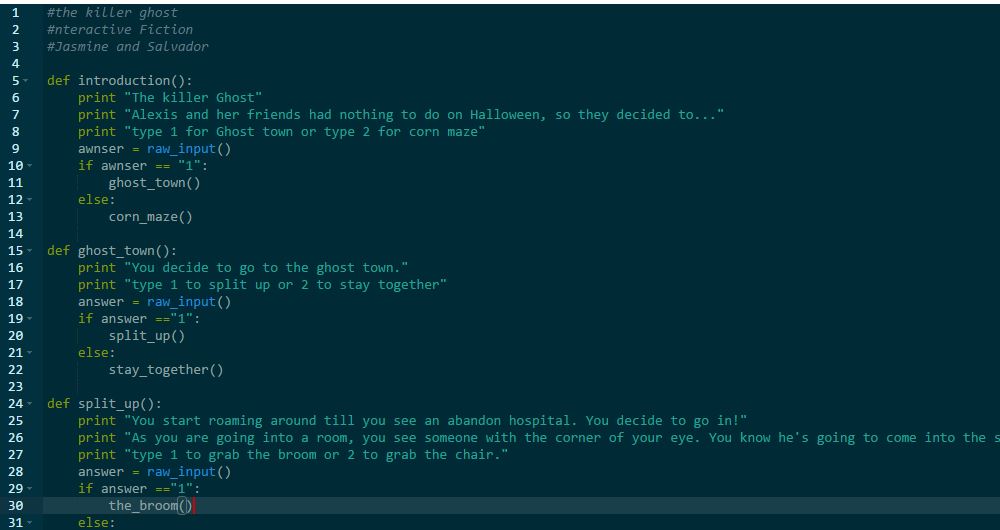 1 #the killer ghost
2 #nteractive Fiction
3 #Jasmine and Salvador
4
5 def introduction():
6     print "The killer Ghost"
7     print "Alexis and her friends had nothing to do on Halloween, so they decided to..."
8     print "type 1 for Ghost town or type 2 for corn maze"
9     awnser = raw_input()
10     if awnser == "1":
11         ghost_town()
12     else:
13         corn_maze()
14
15 def ghost_town():
16     print "You decide to go to the ghost town."
17     print "type 1 to split up or 2 to stay together"
18     answer = raw_input()
19     if answer =="1":
20         split_up()
21     else:
22         stay_together()
23
24 def split_up():
25     print "You start roaming around till you see an abandon hospital. You decide to go in!"
26     print "As you are going into a room, you see someone with the corner of your eye. You know he's going to come into the s
27     print "type 1 to grab the broom or 2 to grab the chair."
28     answer = raw_input()
29     if answer =="1":
30         the_broom()
31     else: